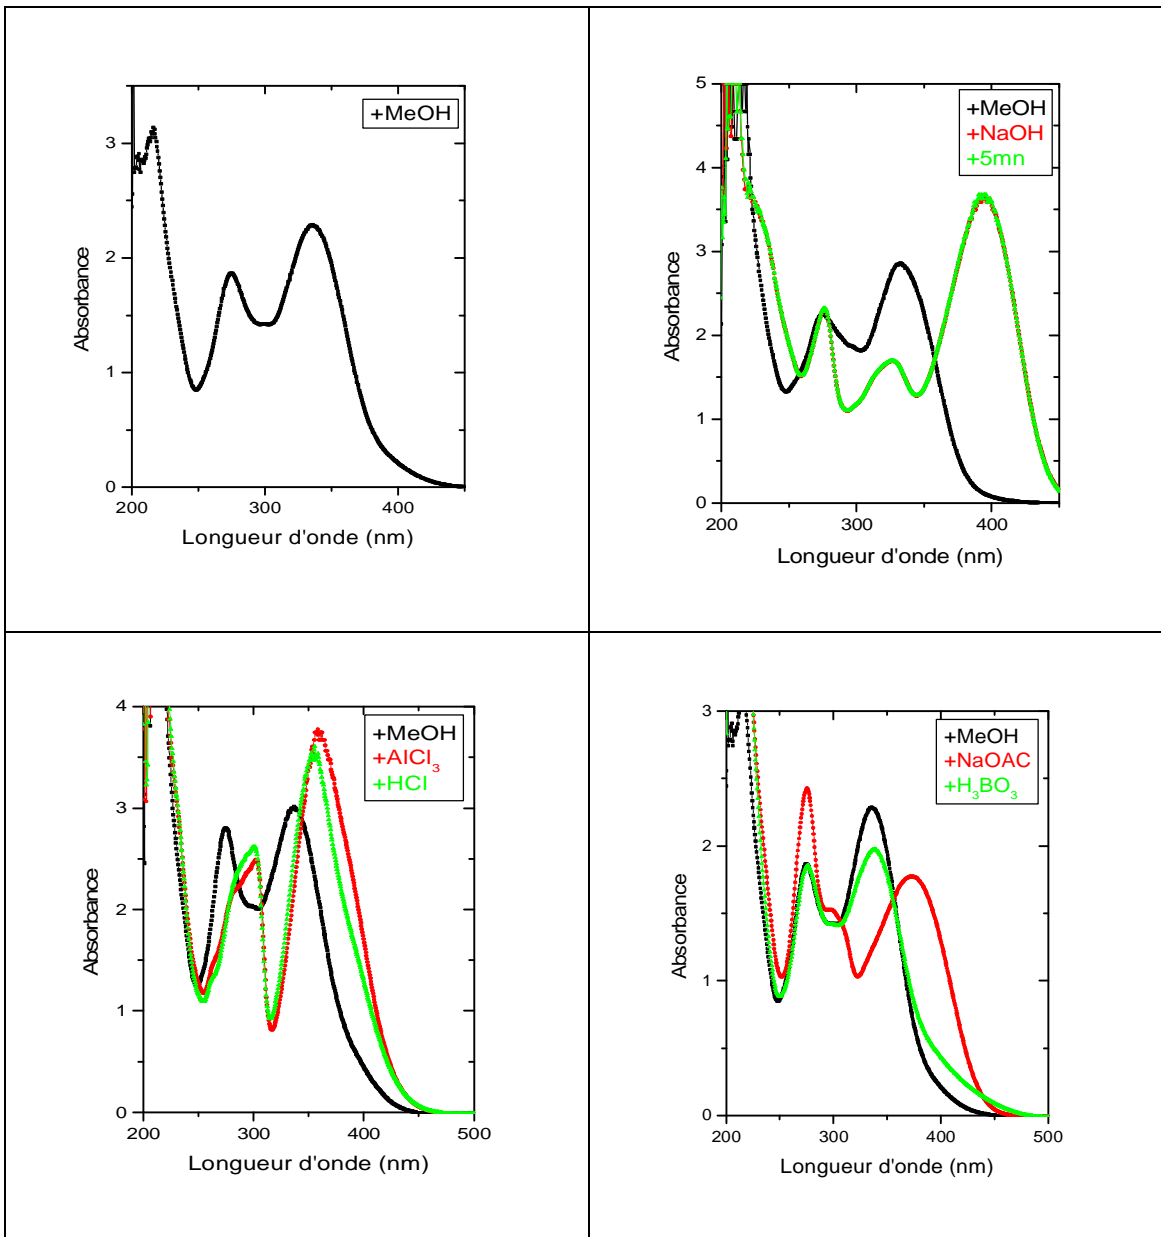 +MeOH
3
2
1
0
200
300
400
Absorbance
Longueur d'onde (nm)
+MeOH
+NaOH
+5mn
5
4
3
2
1
0
200
300
400
Absorbance
Longueur d'onde (nm)
+MeOH
+AlCl₃
+HCl
4
3
2
1
0
200
300
400
500
Absorbance
Longueur d'onde (nm)
+MeOH
+NaOAC
+H₃BO₃
3
2
1
0
200
300
400
500
Absorbance
Longueur d'onde (nm)